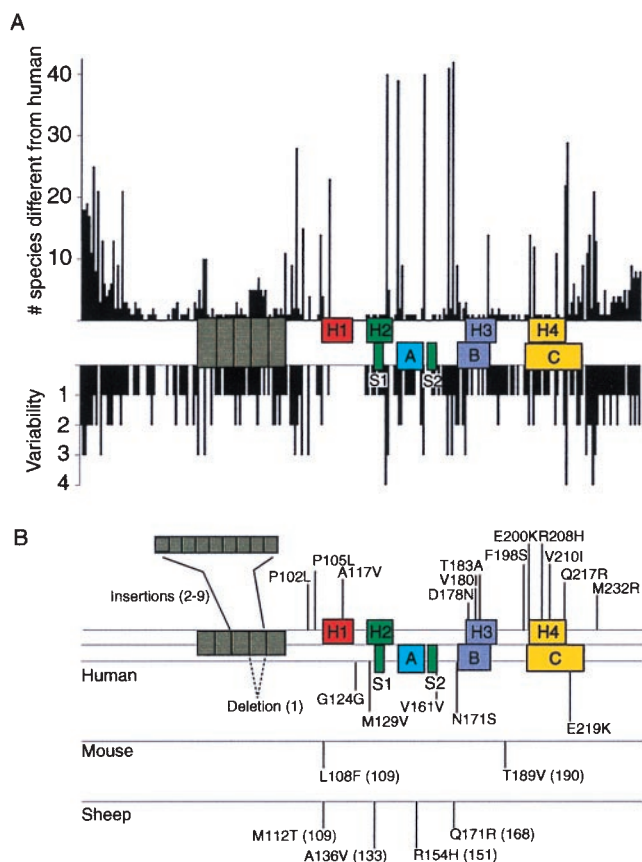 A
# species different from human
40
30
20
10
H1
H2
H3
H4
S1
A
S2
B
C
Variability
1
2
3
4
B
E200K R208H
P105L
P102L
A117V
T183A
V180I
D178N
F198S
V210I
Q217R
M232R
Insertions (2-9)
H1
H2
H3
H4
A
B
C
S1
S2
Human
Deletion (1)
G124G
M129V
V161V
N171S
E219K
Mouse
L108F (109)
T189V (190)
Sheep
M112T (109)
A136V (133)
R154H (151)
Q171R (168)